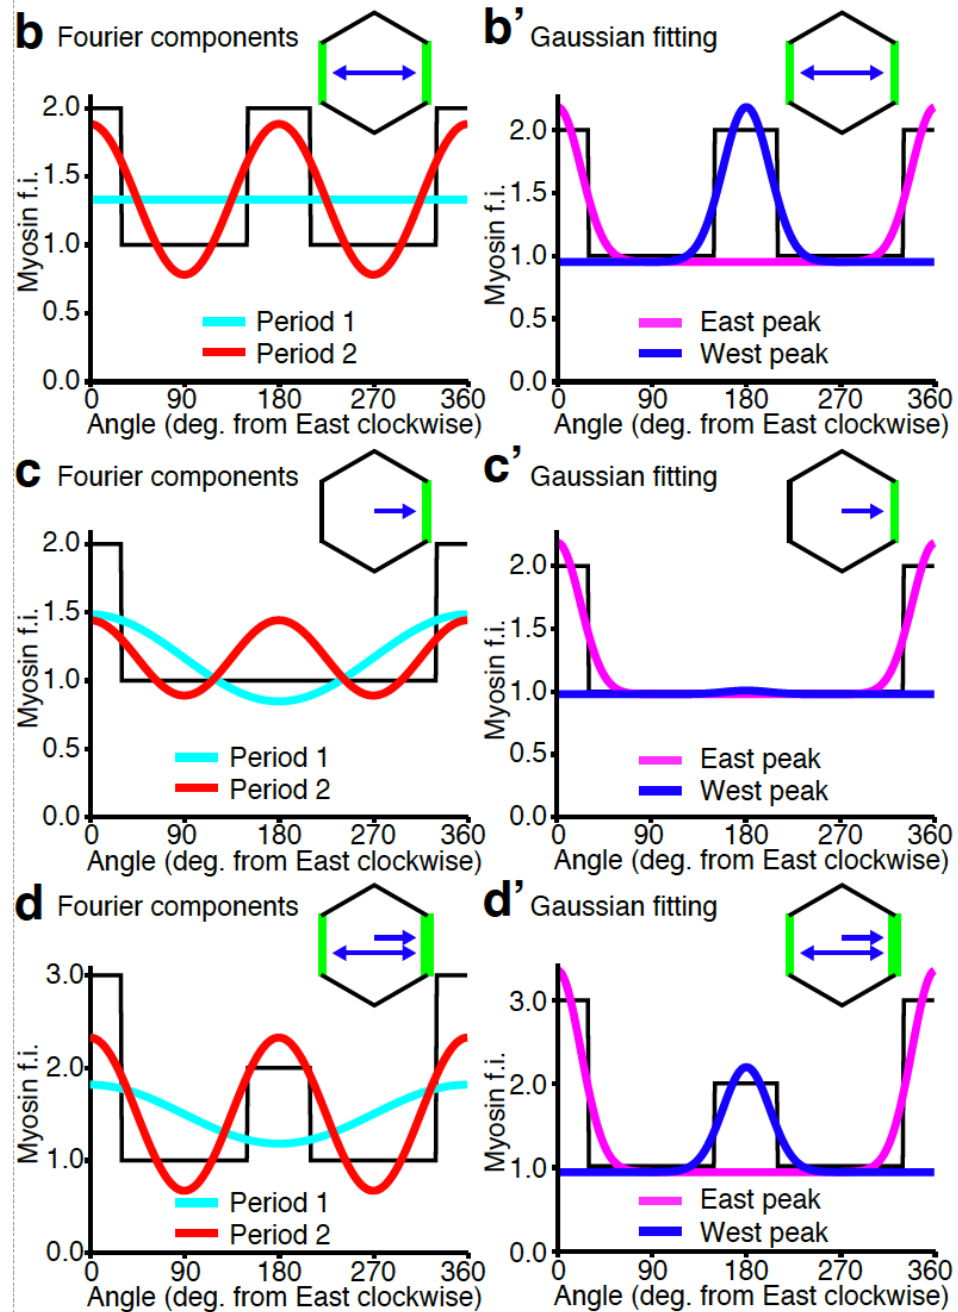 b Fourier components
2.0
1.5
1.0
0.5
0.0
Myosin f.i.
Period 1
Period 2
0 90 180 270 360
Angle (deg. from East clockwise)
b’ Gaussian fitting
2.0
1.5
1.0
0.5
0.0
Myosin f.i.
East peak
West peak
0 90 180 270 360
Angle (deg. from East clockwise)
c Fourier components
2.0
1.5
1.0
0.5
0.0
Myosin f.i.
Period 1
Period 2
0 90 180 270 360
Angle (deg. from East clockwise)
c’ Gaussian fitting
2.0
1.5
1.0
0.5
0.0
Myosin f.i.
East peak
West peak
0 90 180 270 360
Angle (deg. from East clockwise)
d Fourier components
3.0
2.0
1.0
0.0
Myosin f.i.
Period 1
Period 2
0 90 180 270 360
Angle (deg. from East clockwise)
d’ Gaussian fitting
3.0
2.0
1.0
0.0
Myosin f.i.
East peak
West peak
0 90 180 270 360
Angle (deg. from East clockwise)